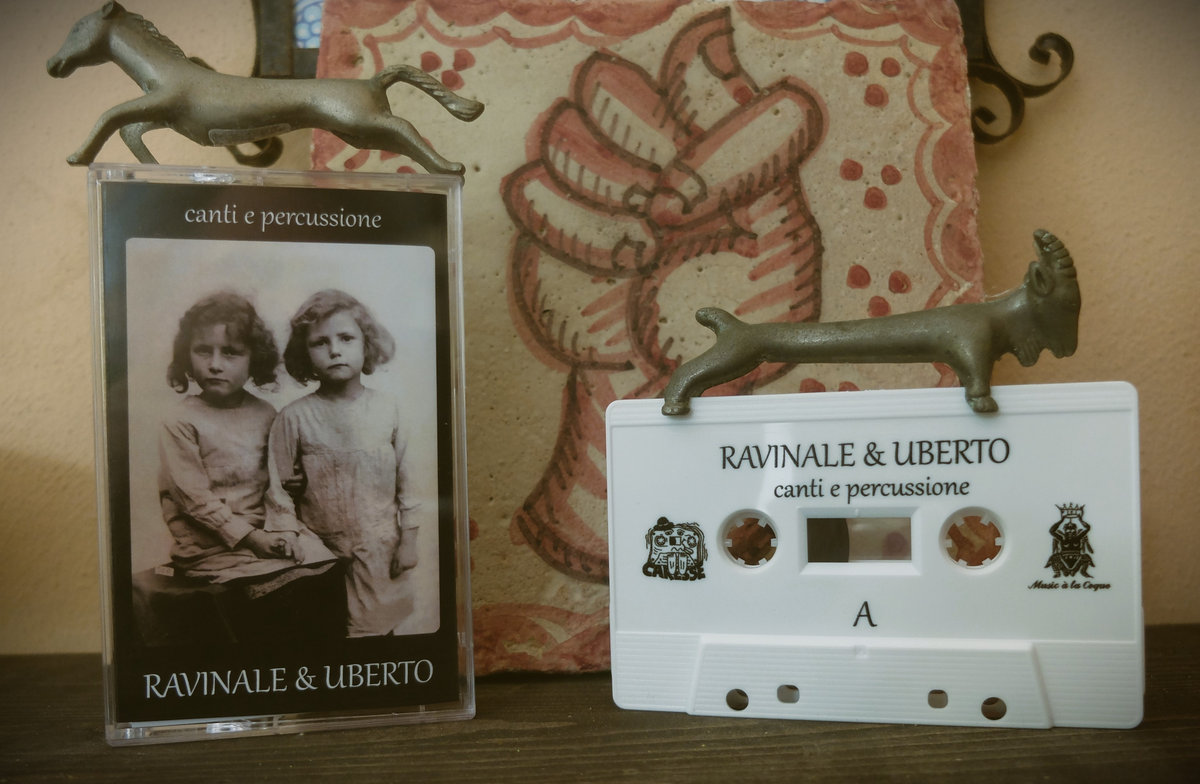 canti e percussione
RAVINALE & UBERTO
RAVINALE & UBERTO
canti e percussione
Music à la Coque
A